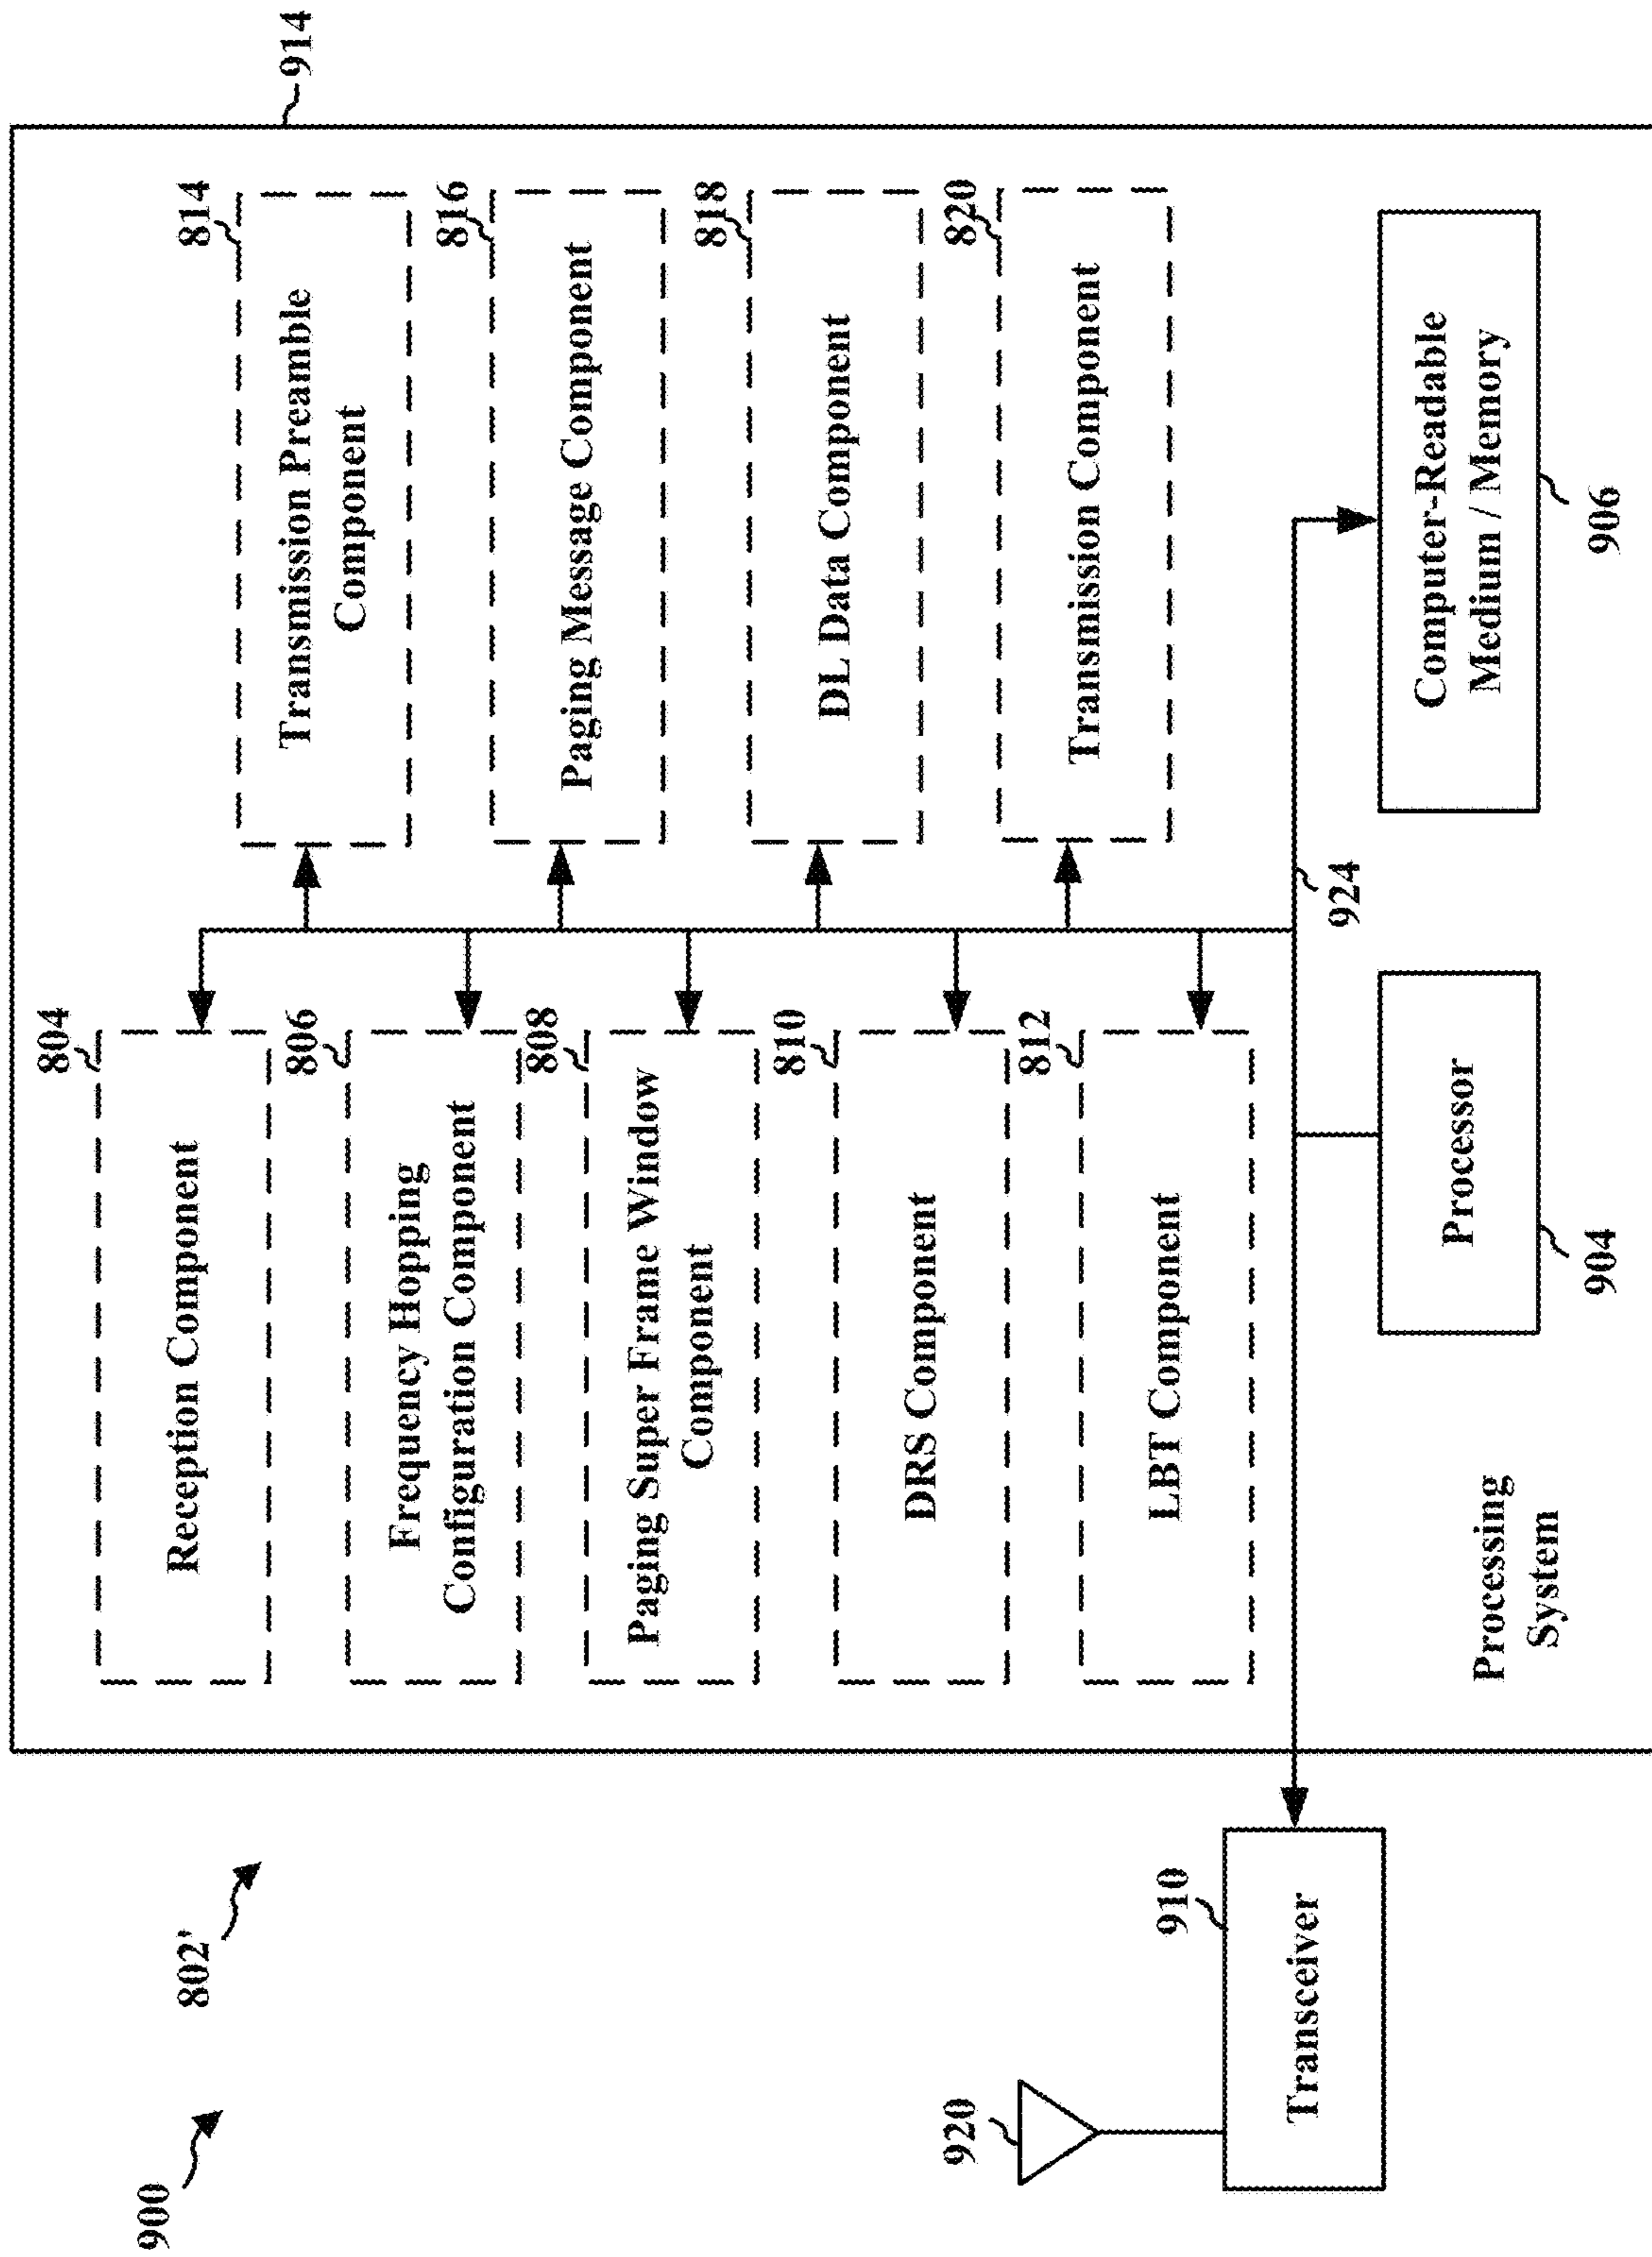 900
802'
914
804
Reception Component
806
Frequency Hopping
Configuration Component
808
Paging Super Frame Window
Component
810
DRS Component
812
LBT Component
814
Transmission Preamble
Component
816
Paging Message Component
818
DL Data Component
820
Transmission Component
920
910
Transceiver
924
Processor
904
Computer-Readable
Medium / Memory
906
Processing
System